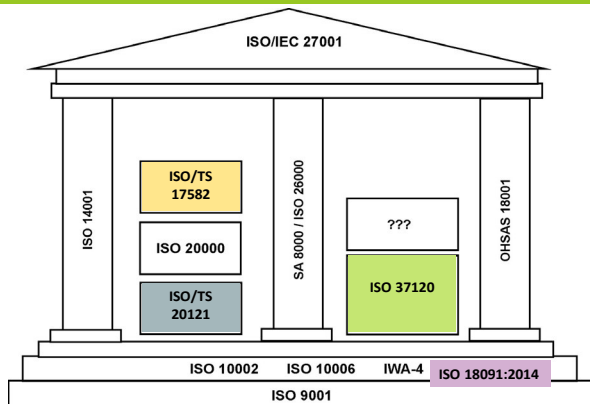 ISO/IEC 27001
ISO 14001
ISO/TS
17582
ISO 20000
ISO/TS
20121
SA 8000 / ISO 26000
???
ISO 37120
OHSAS 18001
ISO 10002 ISO 10006 IWA-4 ISO 18091:2014
ISO 9001